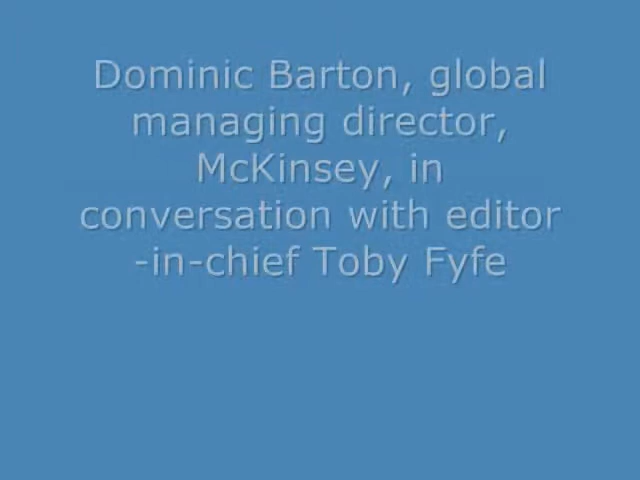 Dominic Barton, global
managing director,
McKinsey, in
conversation with editor
-in-chief Toby Fyfe